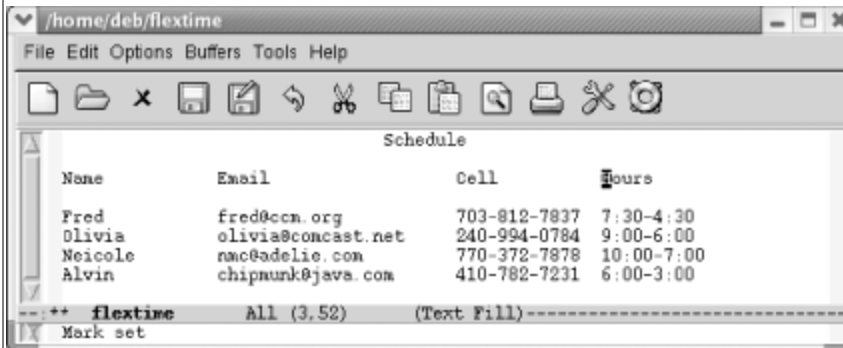 /home/deb/flextime
File Edit Options Buffers Tools Help
Schedule
Name Email Cell Hours
Fred fred@ccm.org 703-812-7837 7:30-4:30
Olivia olivia@comcast.net 240-994-0784 9:00-6:00
Neicole nmc@adelie.com 770-372-7878 10:00-7:00
Alvin chipmunk@java.com 410-782-7231 6:00-3:00
--:** flextime All (3,52) (Text Fill)------------------------------
Mark set